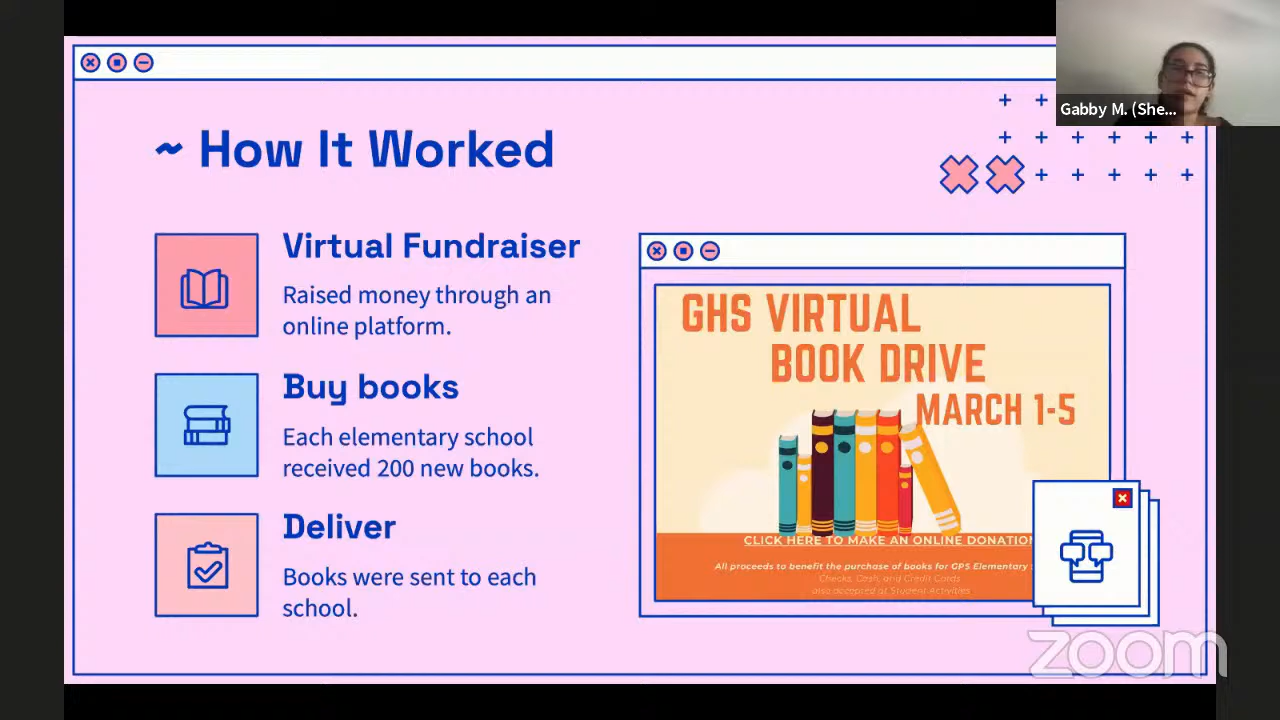 Gabby M. (She...
~ How It Worked
Virtual Fundraiser
Raised money through an
online platform.
Buy books
Each elementary school
received 200 new books.
Deliver
Books were sent to each
school.
GHS VIRTUAL
BOOK DRIVE
MARCH 1-5
CLICK HERE TO MAKE AN ONLINE DONATION
All proceeds to benefit the purchase of books for GPS Elementary
Checks, Cash, and Credit Cards
also accepted at Student Activities
zoom